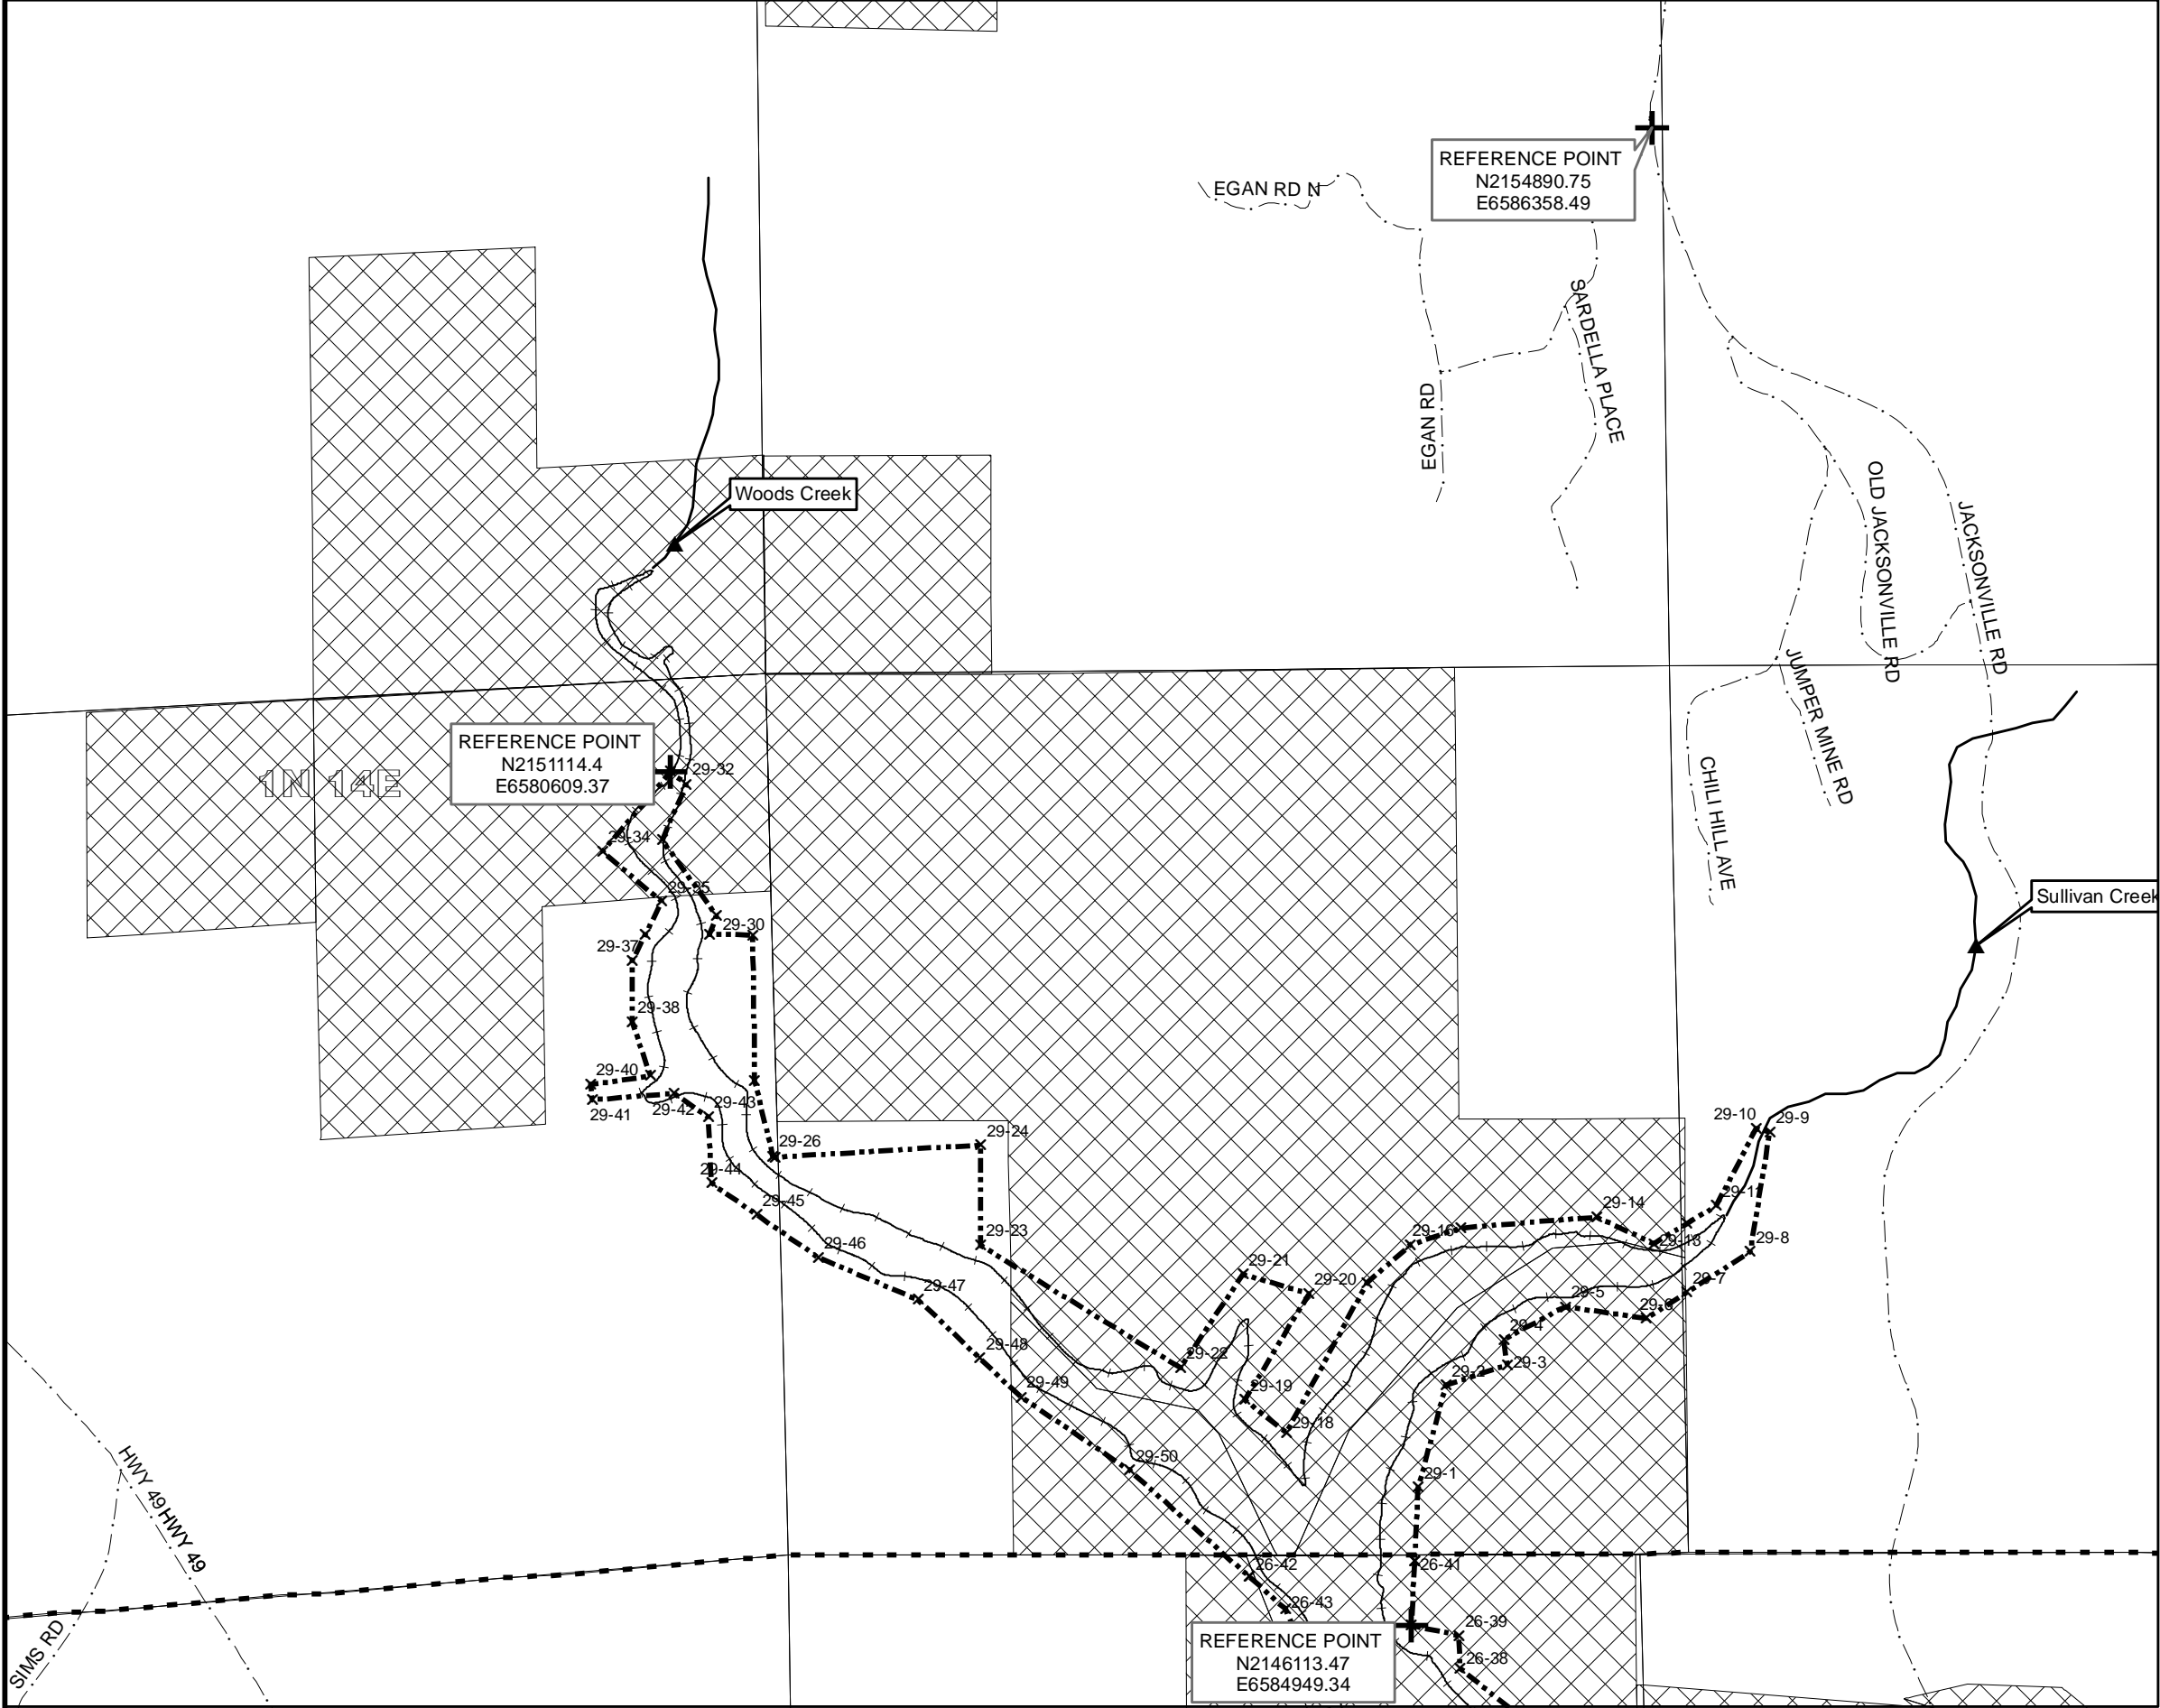 REFERENCE POINT
N2154890.75
E6586358.49
EGAN RD N
SARDELLA PLACE
EGAN RD
OLD JACKSONVILLE RD
JACKSONVILLE RD
Woods Creek
JUMPER MINE RD
CHILI HILL AVE
REFERENCE POINT
N2151114.4
E6580609.37
1N 14E
29-32
29-34
29-35
Sullivan Creek
29-30
29-37
29-38
29-40
29-41
29-42
29-43
29-10
29-9
29-26
29-24
29-44
29-45
29-11
29-14
29-46
29-23
29-16
29-13
29-8
29-47
29-21
29-20
29-7
29-5
29-6
29-48
29-4
29-22
29-3
29-2
29-49
29-19
29-18
29-50
29-1
HWY 49
HWY 49
26-42
26-41
26-43
26-39
26-38
SIMS RD
REFERENCE POINT
N2146113.47
E6584949.34